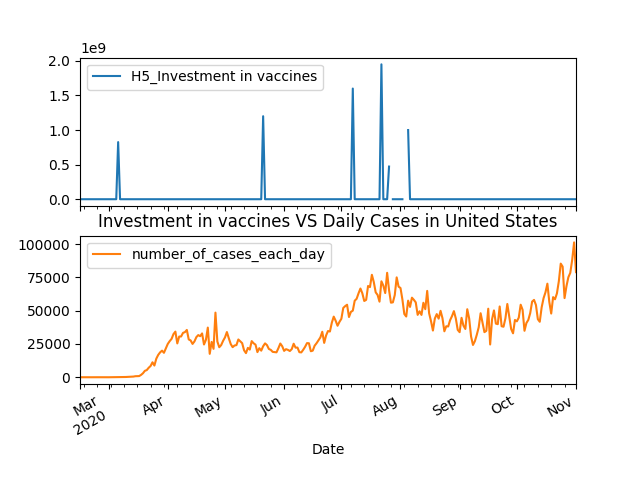 1e9
2.0
H5_Investment in vaccines
1.5
1.0
0.5
0.0
Investment in vaccines VS Daily Cases in United States
100000
number_of_cases_each_day
75000
50000
25000
0
Mar Apr May Jun Jul Aug Sep Oct Nov
2020
Date